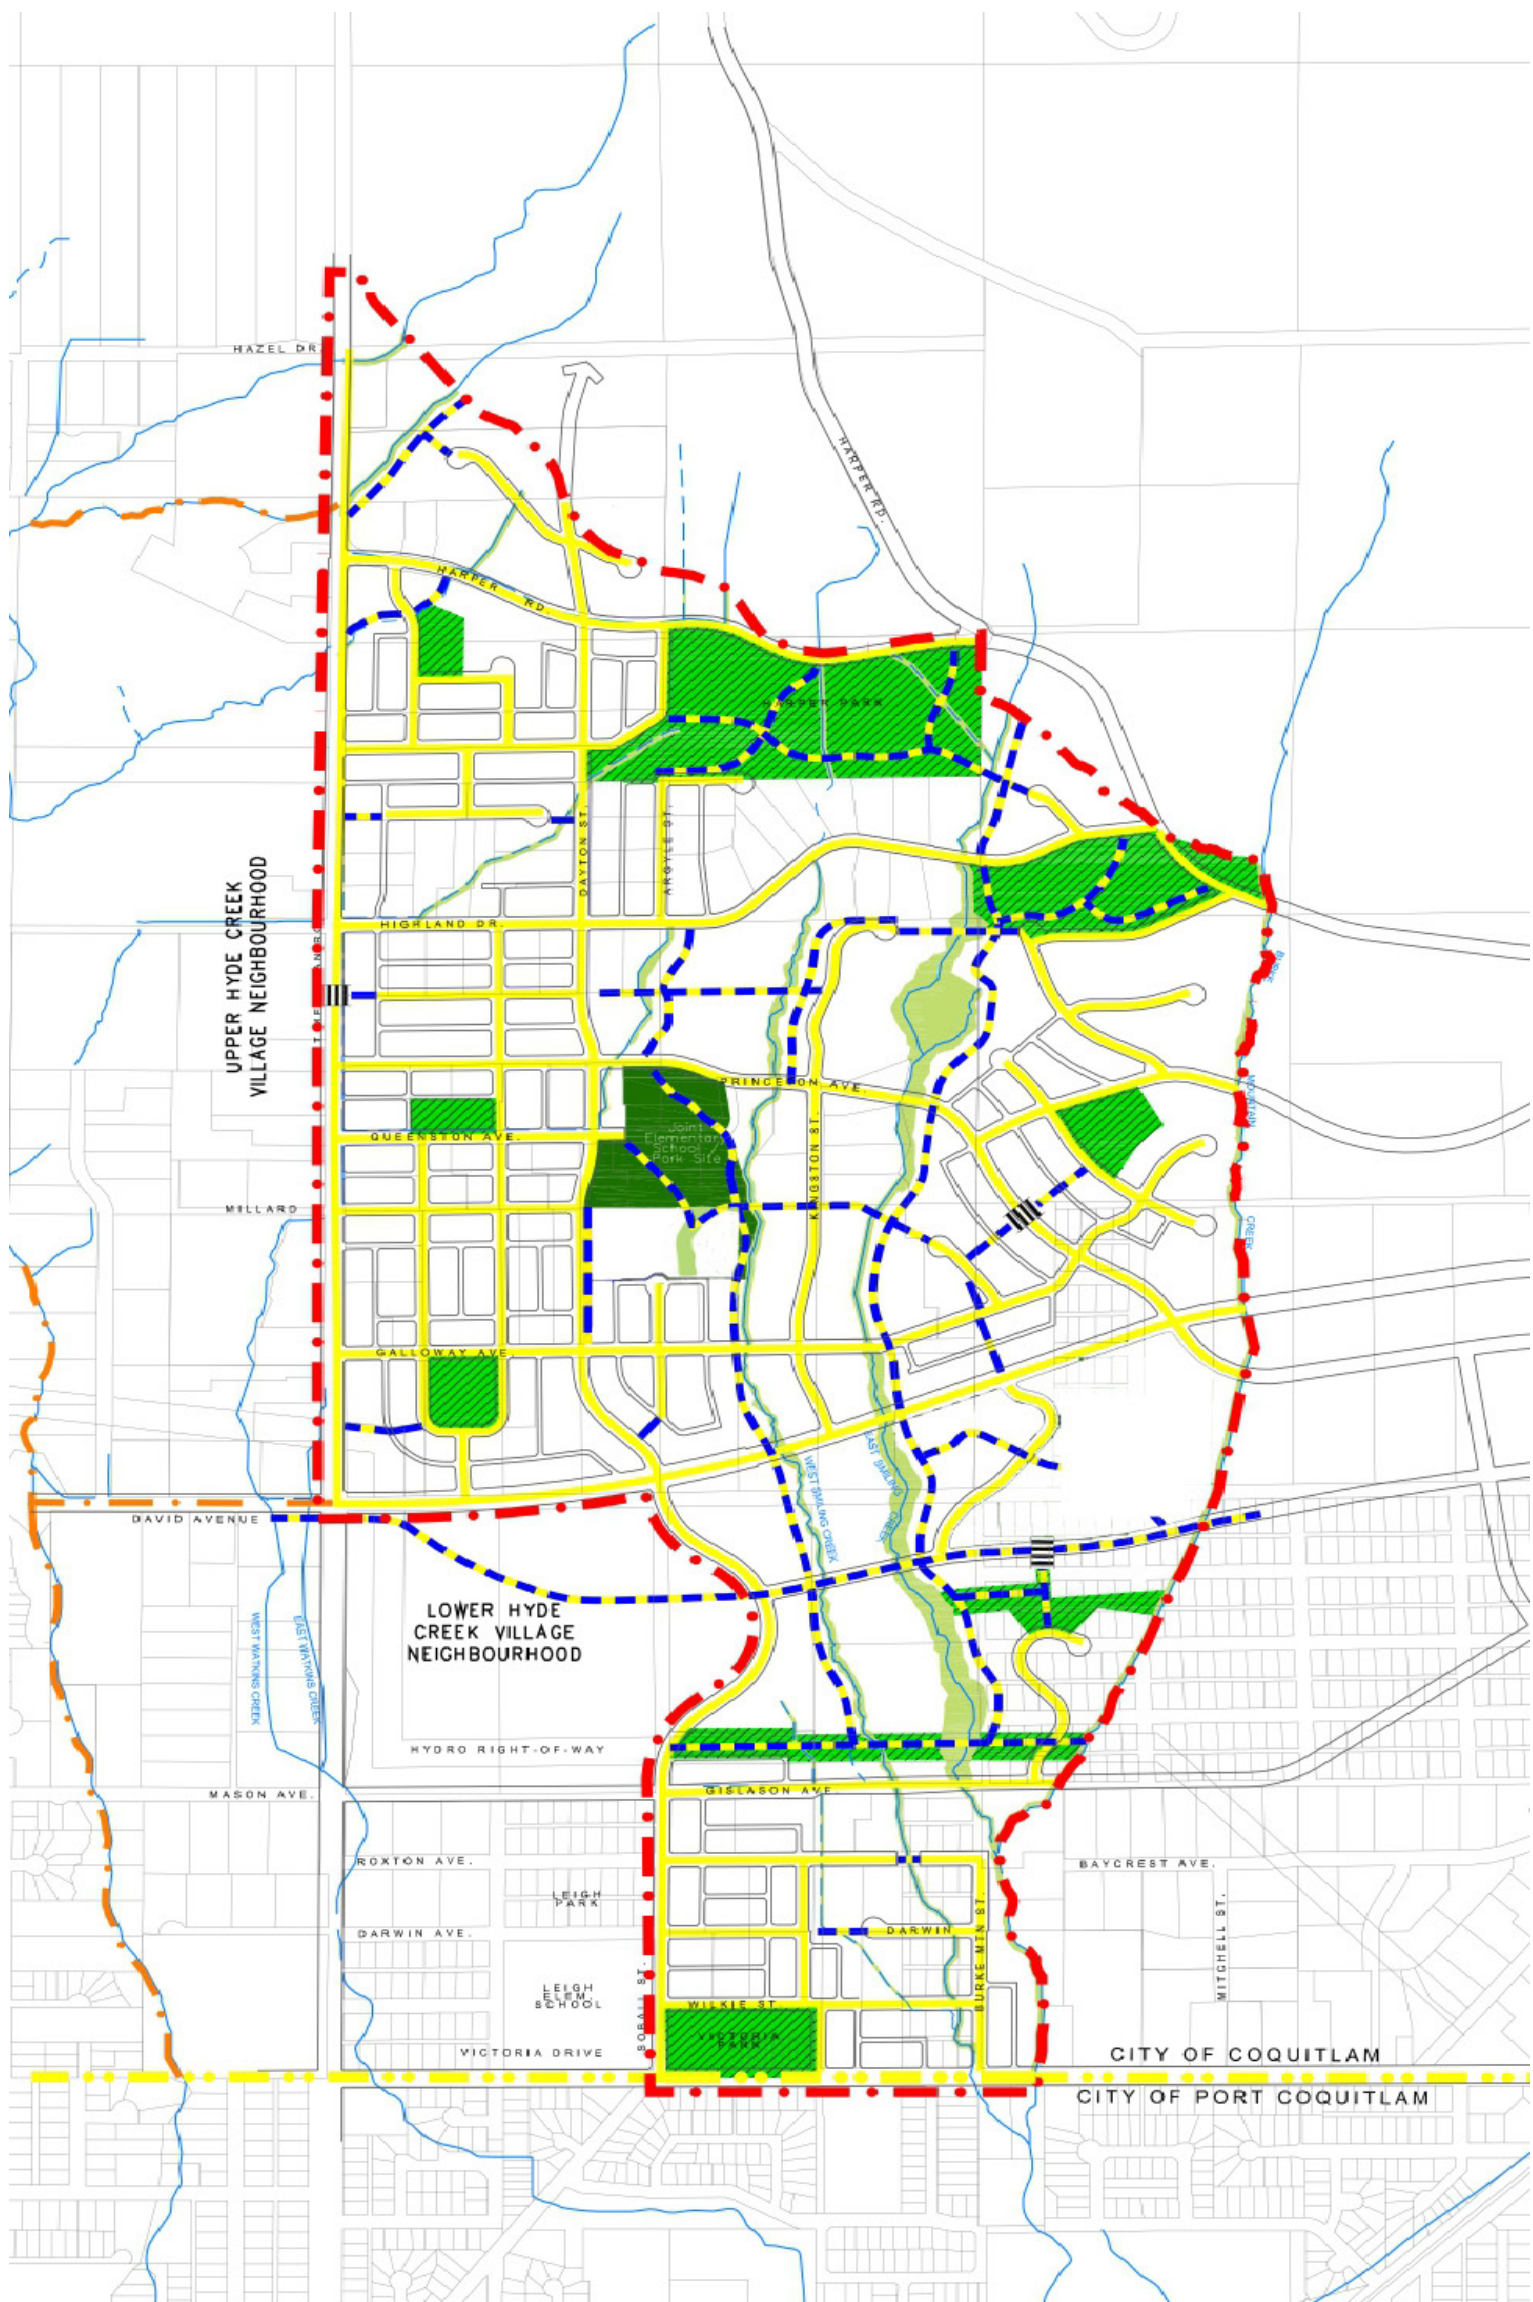 HAZEL DR.
HARPER RD.
HARPER RD.
HARPER PARK
DAYTON ST.
ARGYLE ST.
UPPER HYDE CREEK
VILLAGE NEIGHBOURHOOD
HIGHLAND DR.
BURKE
MOUNTAIN
CREEK
PRINCETON AVE.
Joint
Elementary
School
Park Site
KINGSTON ST.
QUEENSTON AVE.
MILLARD
GALLOWAY AVE.
EAST SMILING CREEK
WEST SMILING CREEK
DAVID AVENUE
LOWER HYDE
CREEK VILLAGE
NEIGHBOURHOOD
WEST WATKINS CREEK
EAST WATKINS CREEK
HYDRO RIGHT-OF-WAY
MASON AVE.
GISLASON AVE.
ROXTON AVE.
BAYCREST AVE.
LEIGH
PARK
DARWIN AVE.
DARWIN
BURKE MTN ST.
MITCHELL ST.
LEIGH
ELEM.
SCHOOL
SOBALL ST.
WILKIE ST.
VICTORIA
PARK
VICTORIA DRIVE
CITY OF COQUITLAM
CITY OF PORT COQUITLAM